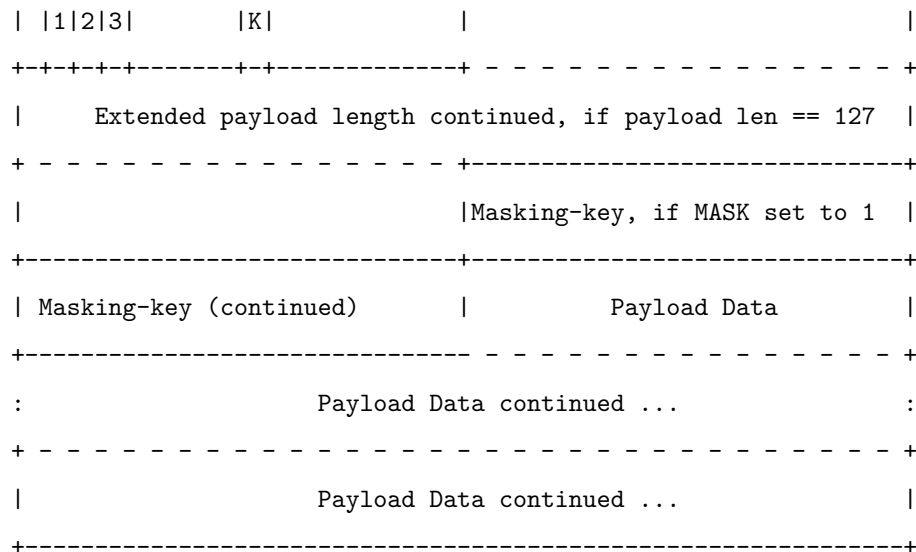 | |1|2|3|       |K|             |                               |
+-+-+-+-+-------+-+-------------+ - - - - - - - - - - - - - - - +
|     Extended payload length continued, if payload len == 127  |
+ - - - - - - - - - - - - - - - +-------------------------------+
|                               |Masking-key, if MASK set to 1  |
+-------------------------------+-------------------------------+
| Masking-key (continued)       |          Payload Data         |
+-------------------------------- - - - - - - - - - - - - - - - +
:                     Payload Data continued ...                :
+ - - - - - - - - - - - - - - - - - - - - - - - - - - - - - - - +
|                     Payload Data continued ...                |
+---------------------------------------------------------------+